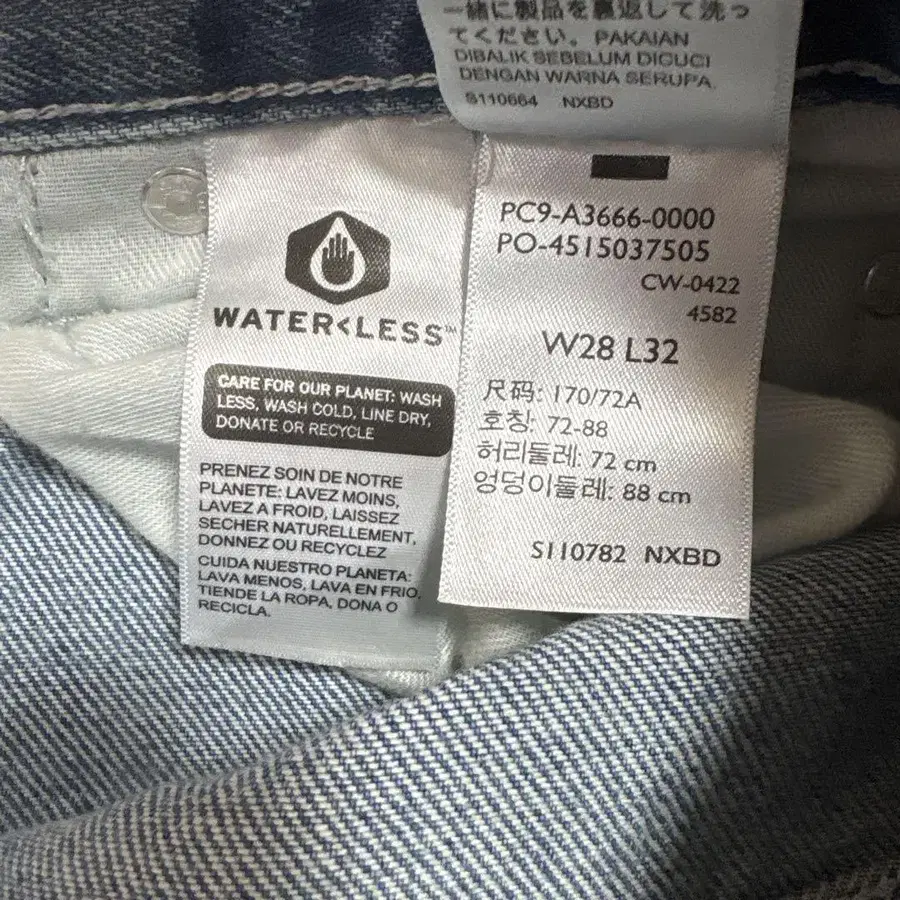 一緒に製品を裏返して洗っ
てください。PAKAIAN
DIBALIK SEBELUM DICUCI
DENGAN WARNA SERUPA.
S110664 NXBD
WATER<LESS™
CARE FOR OUR PLANET: WASH
LESS, WASH COLD, LINE DRY,
DONATE OR RECYCLE
PRENEZ SOIN DE NOTRE
PLANETE: LAVEZ MOINS,
LAVEZ A FROID, LAISSEZ
SECHER NATURELLEMENT,
DONNEZ OU RECYCLEZ
CUIDA NUESTRO PLANETA:
LAVA MENOS, LAVA EN FRIO,
TIENDE LA ROPA, DONA O
RECICLA.
PC9-A3666-0000
PO-4515037505
CW-0422
4582
W28 L32
尺码: 170/72A
호칭: 72-88
허리둘레: 72 cm
엉덩이둘레: 88 cm
S110782 NXBD